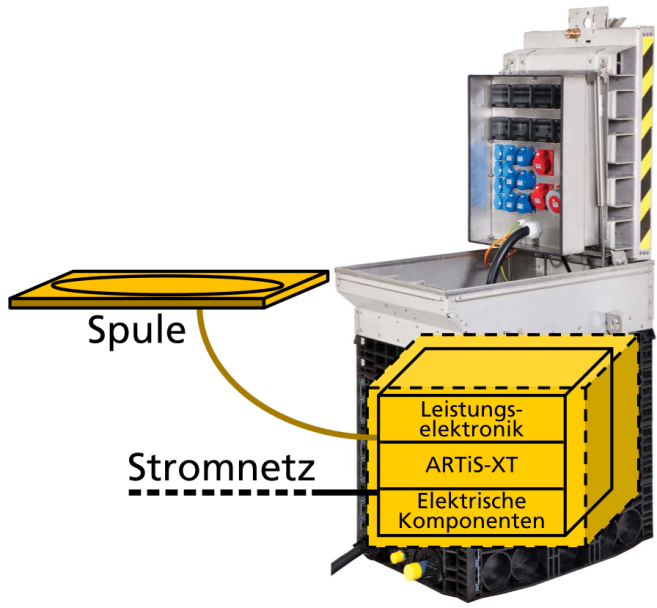 Spule
Leistungs-
elektronik
Stromnetz
ARTiS-XT
Elektrische
Komponenten